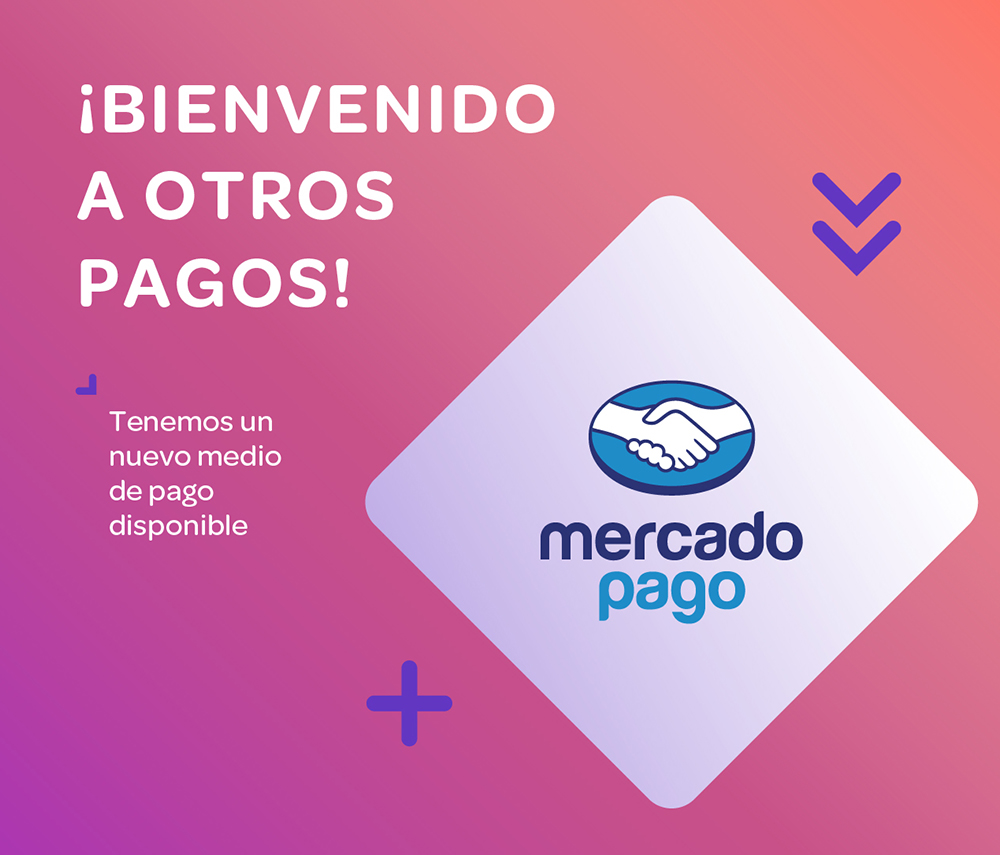 ¡BIENVENIDO
A OTROS
PAGOS!
Tenemos un
nuevo medio
de pago
disponible
mercado
pago